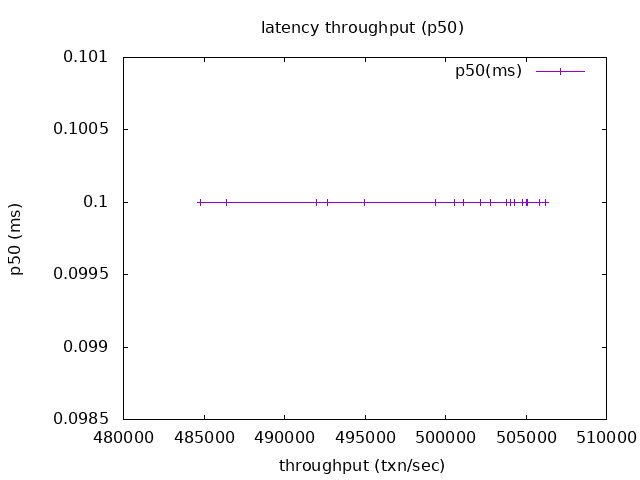 latency throughput (p50)
p50(ms)
0.101
0.1005
0.1
0.0995
0.099
0.0985
p50 (ms)
480000 485000 490000 495000 500000 505000 510000
throughput (txn/sec)